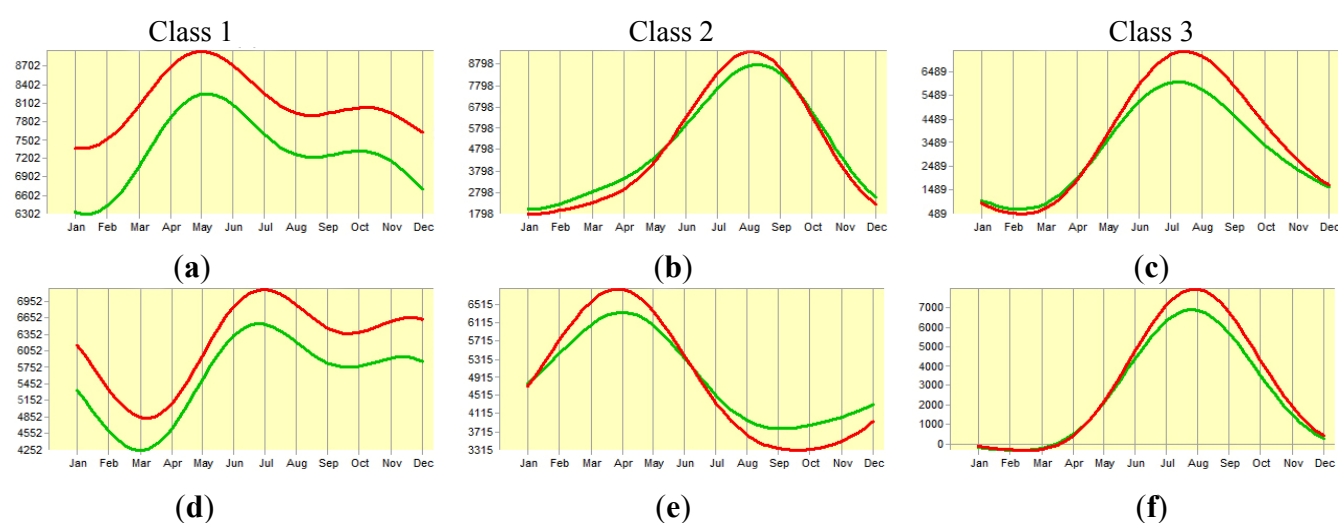 Class 1 Class 2 Class 3
8702 8402 8102 7802 7502 7202 6902 6602 6302
Jan Feb Mar Apr May Jun Jul Aug Sep Oct Nov Dec
8798 7798 6798 5798 4798 3798 2798 1798
Jan Feb Mar Apr May Jun Jul Aug Sep Oct Nov Dec
6489 5489 4489 3489 2489 1489 489
Jan Feb Mar Apr May Jun Jul Aug Sep Oct Nov Dec
(a) (b) (c)
6952 6652 6352 6052 5752 5452 5152 4852 4552 4252
Jan Feb Mar Apr May Jun Jul Aug Sep Oct Nov Dec
6515 6115 5715 5315 4915 4515 4115 3715 3315
Jan Feb Mar Apr May Jun Jul Aug Sep Oct Nov Dec
7000 6000 5000 4000 3000 2000 1000 0
Jan Feb Mar Apr May Jun Jul Aug Sep Oct Nov Dec
(d) (e) (f)